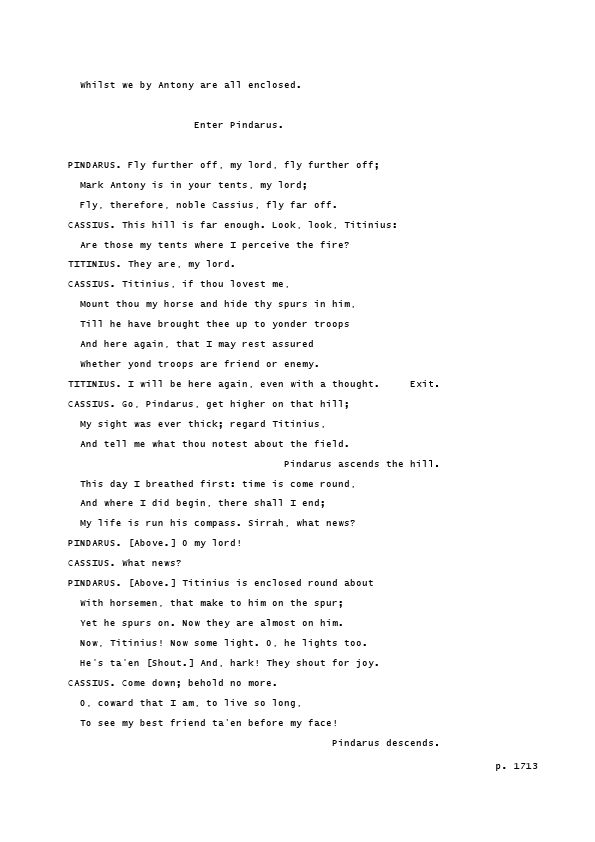 Whilst we by Antony are all enclosed.
Enter Pindarus.
PINDARUS. Fly further off, my lord, fly further off;
Mark Antony is in your tents, my lord;
Fly, therefore, noble Cassius, fly far off.
CASSIUS. This hill is far enough. Look, look, Titinius:
Are those my tents where I perceive the fire?
TITINIUS. They are, my lord.
CASSIUS. Titinius, if thou lovest me,
Mount thou my horse and hide thy spurs in him,
Till he have brought thee up to yonder troops
And here again, that I may rest assured
Whether yond troops are friend or enemy.
TITINIUS. I will be here again, even with a thought.     Exit.
CASSIUS. Go, Pindarus, get higher on that hill;
My sight was ever thick; regard Titinius,
And tell me what thou notest about the field.
Pindarus ascends the hill.
This day I breathed first: time is come round,
And where I did begin, there shall I end;
My life is run his compass. Sirrah, what news?
PINDARUS. [Above.] O my lord!
CASSIUS. What news?
PINDARUS. [Above.] Titinius is enclosed round about
With horsemen, that make to him on the spur;
Yet he spurs on. Now they are almost on him.
Now, Titinius! Now some light. O, he lights too.
He's ta'en [Shout.] And, hark! They shout for joy.
CASSIUS. Come down; behold no more.
O, coward that I am, to live so long,
To see my best friend ta'en before my face!
Pindarus descends.
p. 1713